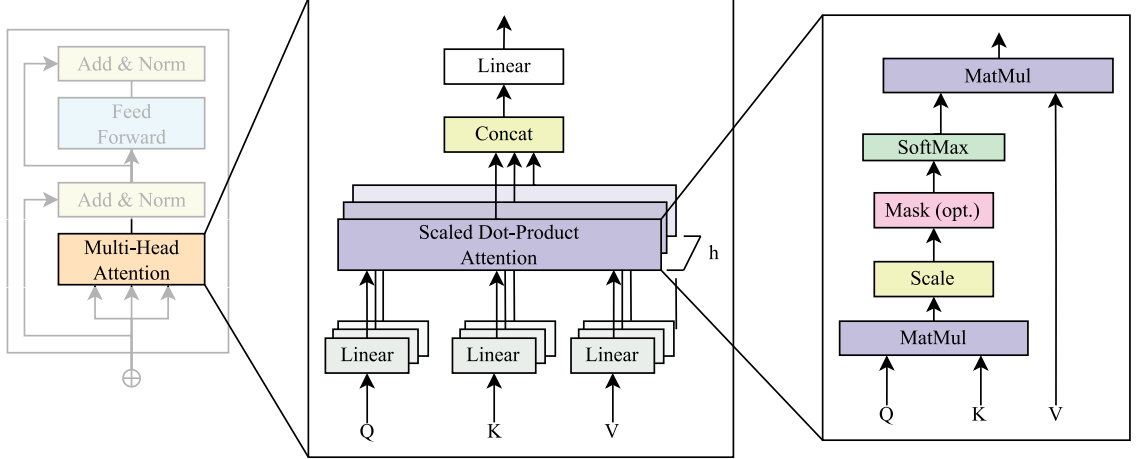 Add & Norm
Feed
Forward
Add & Norm
Multi-Head
Attention
Linear
Concat
Scaled Dot-Product
Attention
h
Linear
Linear
Linear
Q
K
V
MatMul
SoftMax
Mask (opt.)
Scale
MatMul
Q
K
V